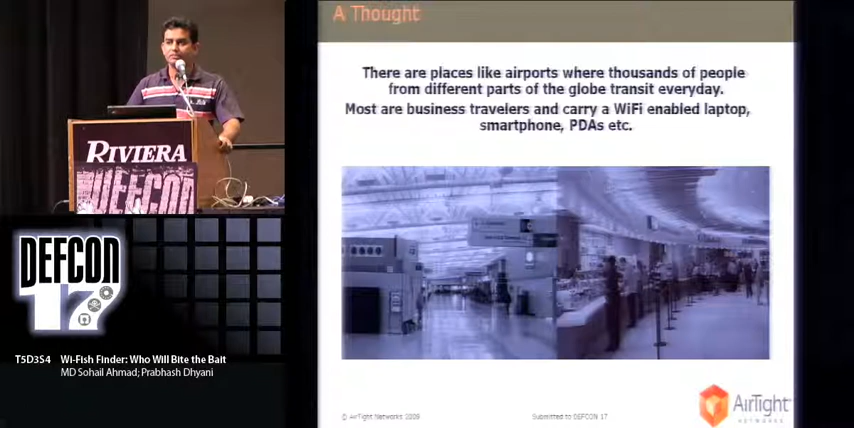 A Thought
There are places like airports where thousands of people
from different parts of the globe transit everyday.
Most are business travelers and carry a WiFi enabled laptop,
smartphone, PDAs etc.
RIVIERA
DEFCON
DEFCON
17
T5D3S4 Wi-Fish Finder: Who Will Bite the Bait
MD Sohail Ahmad; Prabhash Dhyani
© AirTight Networks 2009
Submitted to DEFCON 17
AirTight
NETWORKS